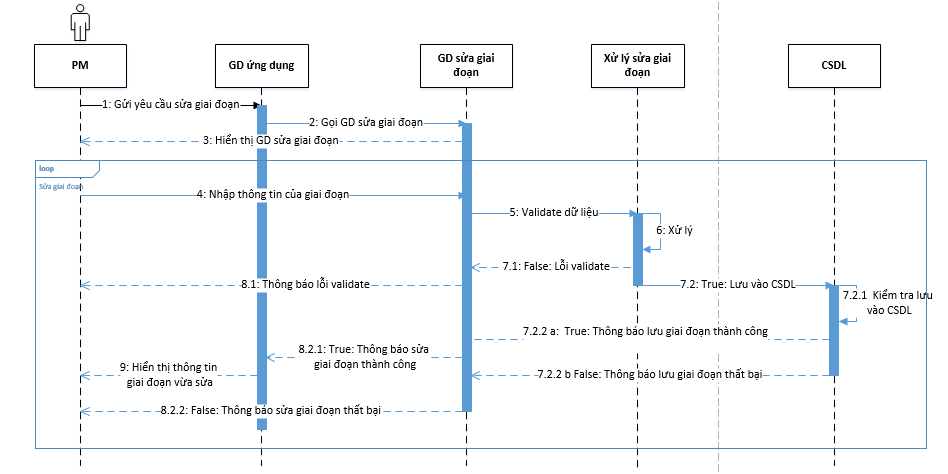 PM
GD ứng dụng
GD sửa giai
đoạn
Xử lý sửa giai
đoạn
CSDL
1: Gửi yêu cầu sửa giai đoạn
2: Gọi GD sửa giai đoạn
3: Hiển thị GD sửa giai đoạn
loop
Sửa giai đoạn
4: Nhập thông tin của giai đoạn
5: Validate dữ liệu
6: Xử lý
7.1: False: Lỗi validate
8.1: Thông báo lỗi validate
7.2: True: Lưu vào CSDL
7.2.1 Kiểm tra lưu
vào CSDL
7.2.2 a: True: Thông báo lưu giai đoạn thành công
8.2.1: True: Thông báo sửa
giai đoạn thành công
9: Hiển thị thông tin
giai đoạn vừa sửa
7.2.2 b False: Thông báo lưu giai đoạn thất bại
8.2.2: False: Thông báo sửa giai đoạn thất bại